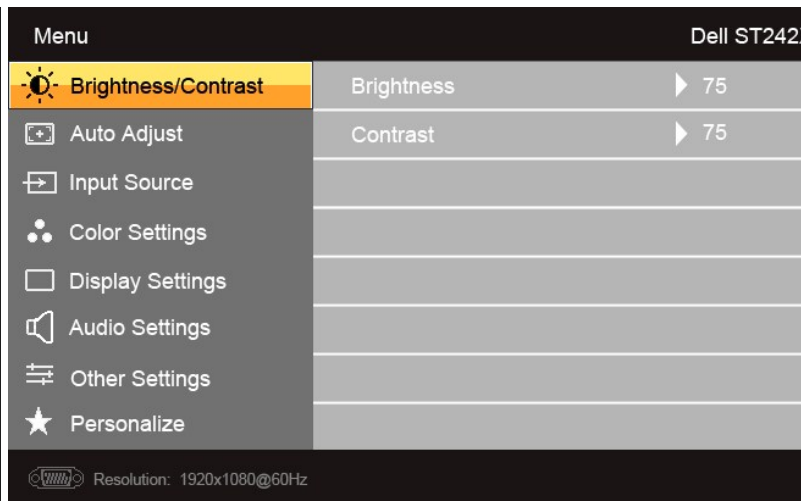 Menu Dell ST242
Brightness/Contrast Brightness 75
Auto Adjust Contrast 75
Input Source
Color Settings
Display Settings
Audio Settings
Other Settings
Personalize
Resolution: 1920x1080@60Hz